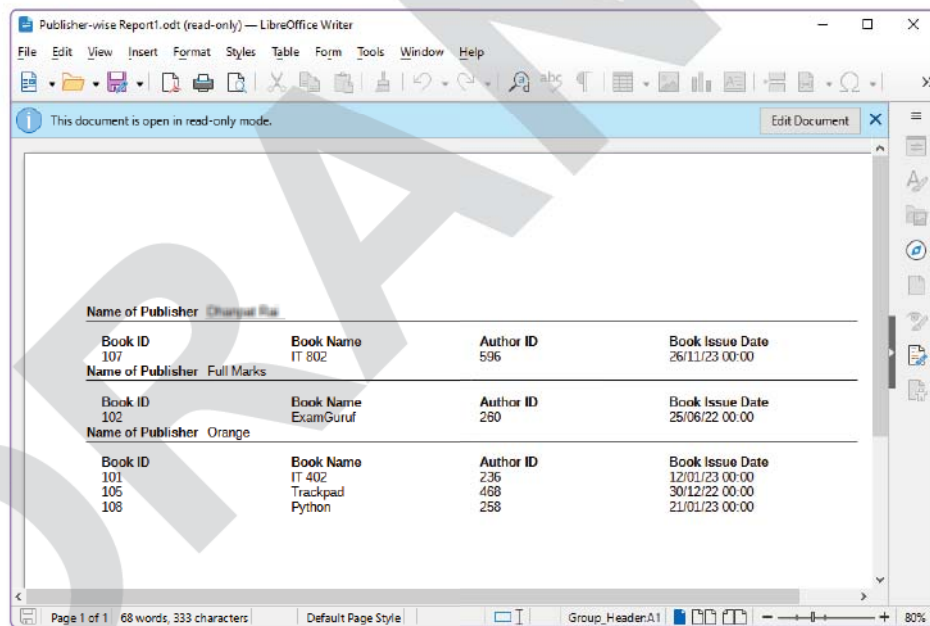 Publisher-wise Report1.odt (read-only) — LibreOffice Writer
File Edit View Insert Format Styles Table Form Tools Window Help
This document is open in read-only mode. Edit Document
Name of Publisher
Book ID Book Name Author ID Book Issue Date
107 IT 802 596 26/11/23 00:00
Name of Publisher Full Marks
Book ID Book Name Author ID Book Issue Date
102 ExamGuruf 260 25/06/22 00:00
Name of Publisher Orange
Book ID Book Name Author ID Book Issue Date
101 IT 402 236 12/01/23 00:00
105 Trackpad 468 30/12/22 00:00
108 Python 258 21/01/23 00:00
Page 1 of 1 68 words, 333 characters Default Page Style Group_Header:A1 80%